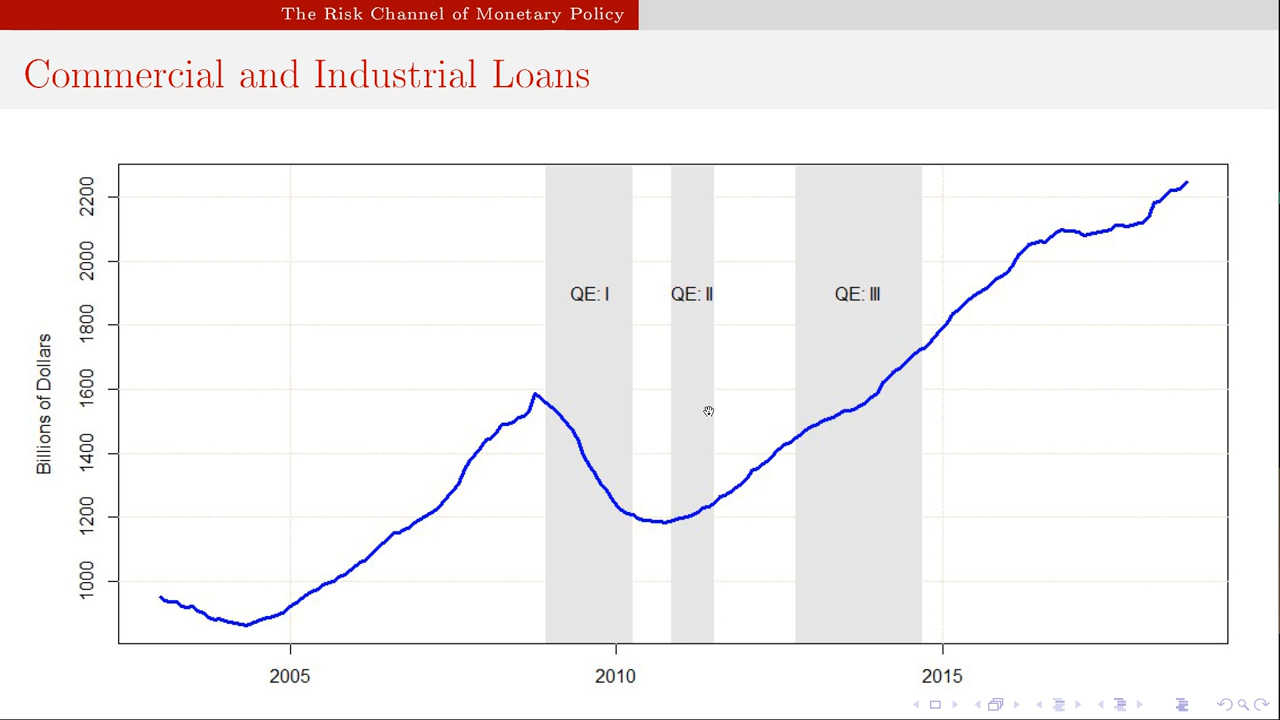 The Risk Channel of Monetary Policy
Commercial and Industrial Loans
Billions of Dollars
2200
2000
1800
1600
1400
1200
1000
QE: I
QE: II
QE: III
2005
2010
2015